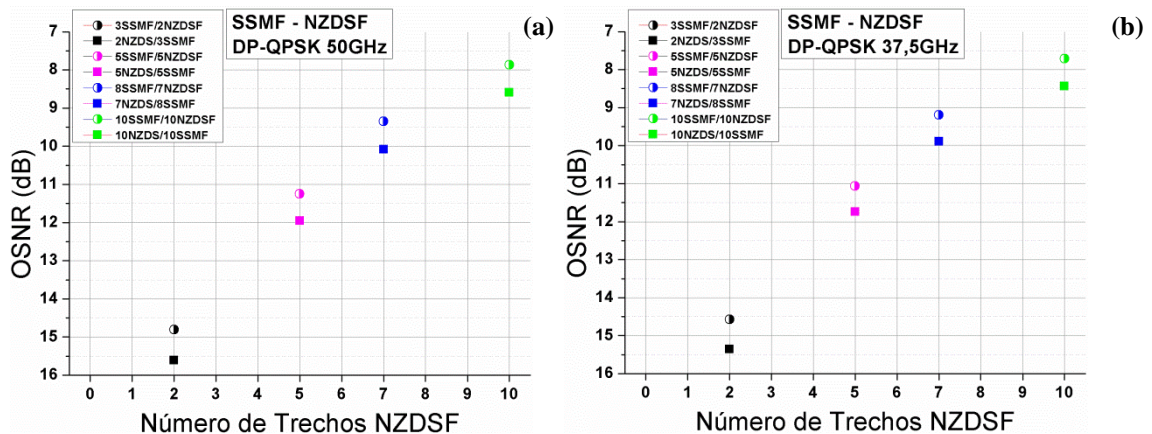 (a)
SSMF - NZDSF
DP-QPSK 50GHz
3SSMF/2NZDSF
2NZDS/3SSMF
5SSMF/5NZDSF
5NZDS/5SSMF
8SSMF/7NZDSF
7NZDS/8SSMF
10SSMF/10NZDSF
10NZDS/10SSMF
OSNR (dB)
7
8
9
10
11
12
13
14
15
16
0 1 2 3 4 5 6 7 8 9 10
Número de Trechos NZDSF
(b)
SSMF - NZDSF
DP-QPSK 37,5GHz
3SSMF/2NZDSF
2NZDS/3SSMF
5SSMF/5NZDSF
5NZDS/5SSMF
8SSMF/7NZDSF
7NZDS/8SSMF
10SSMF/10NZDSF
10NZDS/10SSMF
OSNR (dB)
7
8
9
10
11
12
13
14
15
16
0 1 2 3 4 5 6 7 8 9 10
Número de Trechos NZDSF